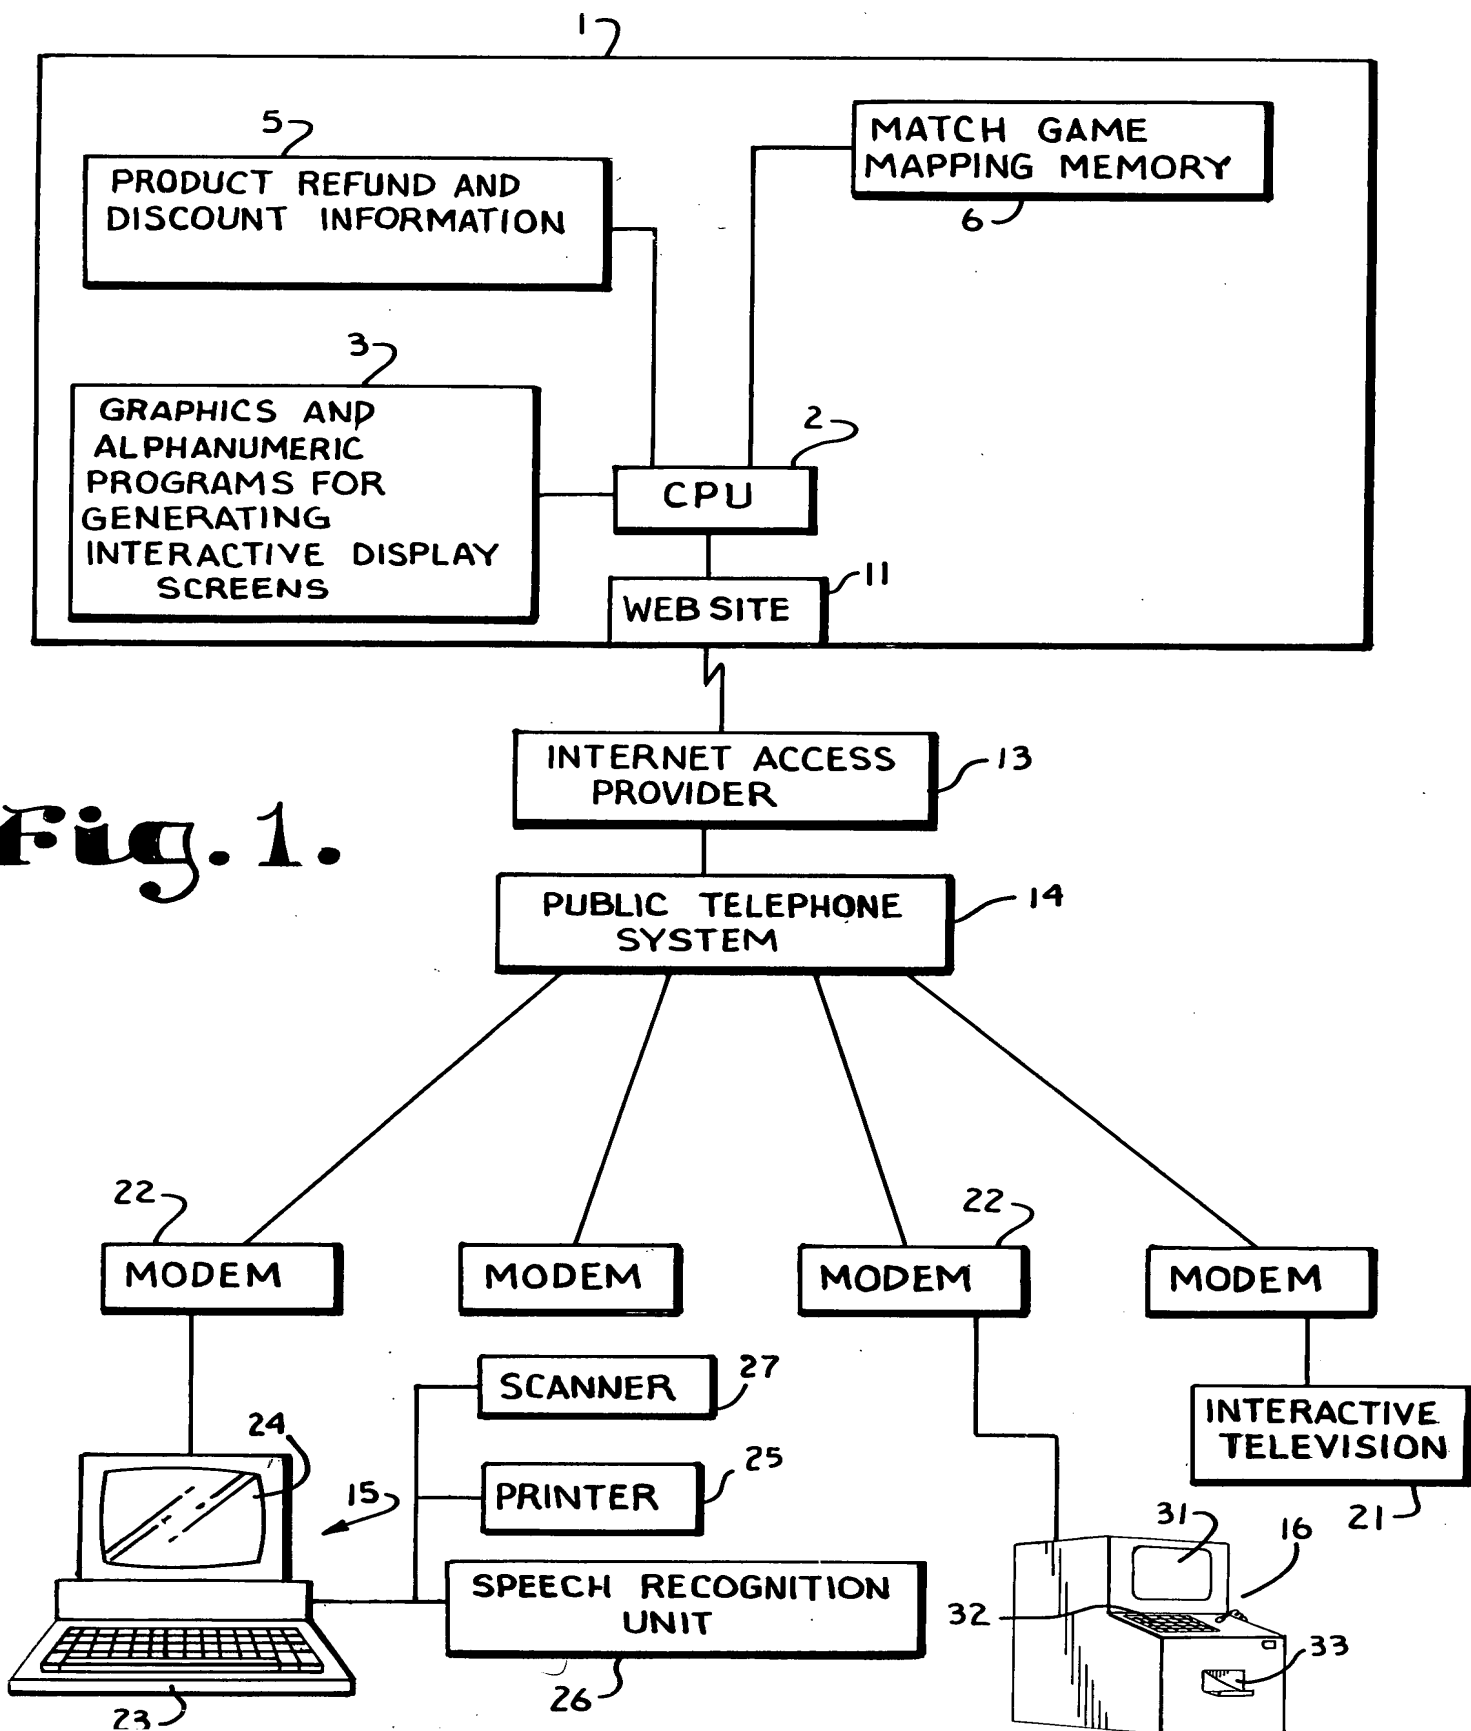 1
5
PRODUCT REFUND AND
DISCOUNT INFORMATION
MATCH GAME
MAPPING MEMORY
6
3
GRAPHICS AND
ALPHANUMERIC
PROGRAMS FOR
GENERATING
INTERACTIVE DISPLAY
SCREENS
2
CPU
11
WEB SITE
INTERNET ACCESS
PROVIDER
13
Fig. 1.
PUBLIC TELEPHONE
SYSTEM
14
22
MODEM
MODEM
22
MODEM
MODEM
SCANNER
27
24
15
PRINTER
25
INTERACTIVE
TELEVISION
21
31
16
SPEECH RECOGNITION
UNIT
26
32
33
23